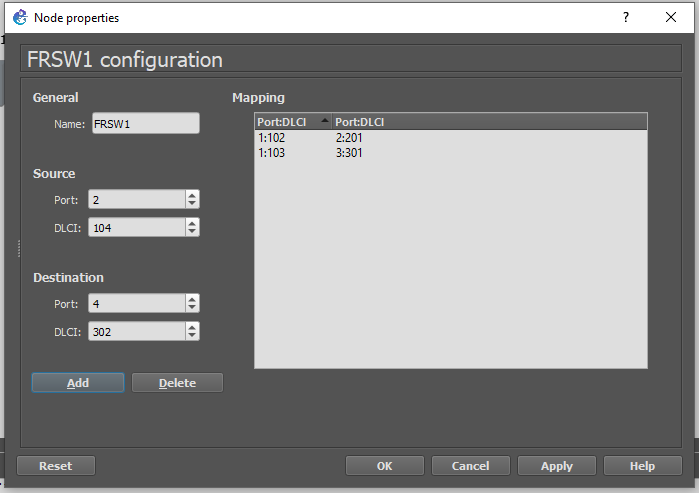 Node properties
?
FRSW1 configuration
General
Name: FRSW1
Source
Port: 2
DLCI: 104
Destination
Port: 4
DLCI: 302
Add Delete
Mapping
Port:DLCI Port:DLCI
1:102 2:201
1:103 3:301
Reset OK Cancel Apply Help